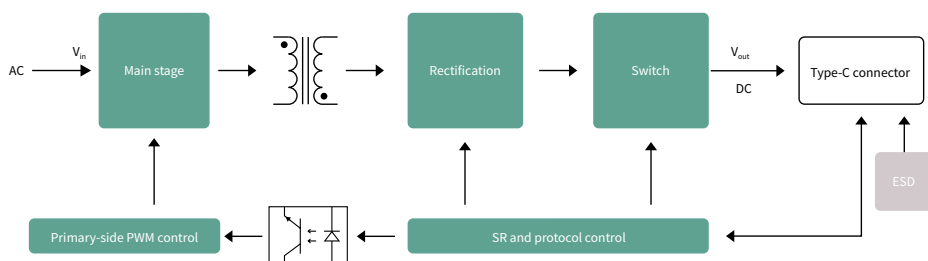 AC
Vin
Main stage
Rectification
Switch
Vout
DC
Type-C connector
ESD
Primary-side PWM control
SR and protocol control